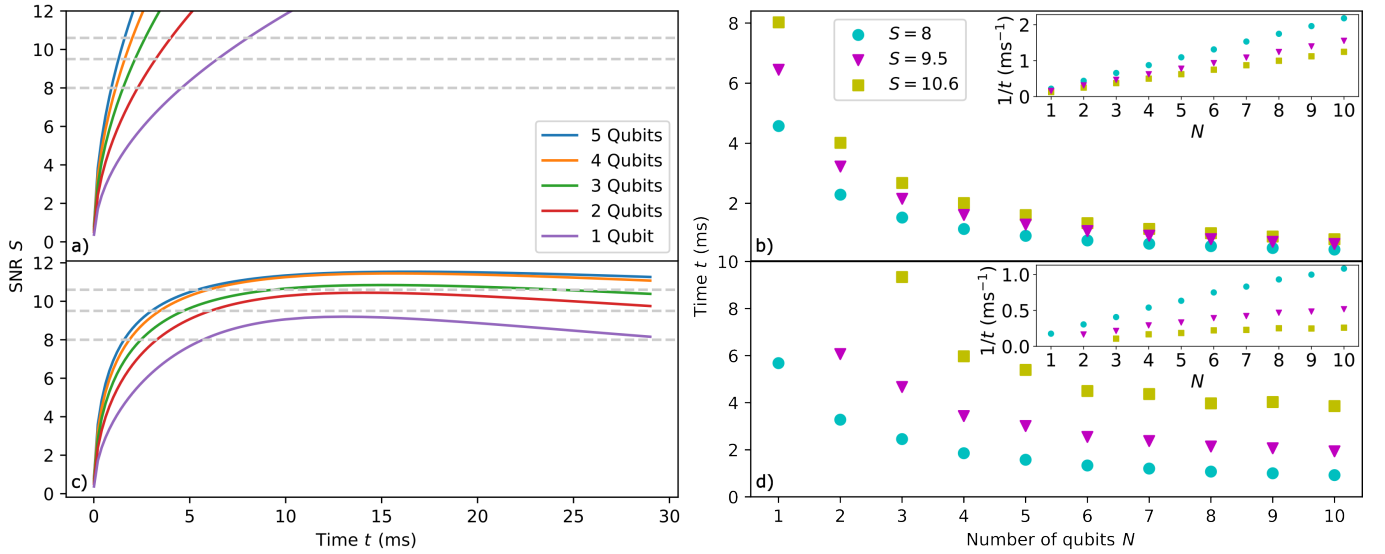 12
10
8
6
4
2
0
a)
5 Qubits
4 Qubits
3 Qubits
2 Qubits
1 Qubit
SNR S
12
10
8
6
4
2
0
c)
0 5 10 15 20 25 30
Time t (ms)
8
6
4
2
b)
S = 8
S = 9.5
S = 10.6
1/t (ms⁻¹)
2
1
0
1 2 3 4 5 6 7 8 9 10
N
Time t (ms)
10
8
6
4
2
0
d)
1/t (ms⁻¹)
1.0
0.5
0.0
1 2 3 4 5 6 7 8 9 10
N
1 2 3 4 5 6 7 8 9 10
Number of qubits N